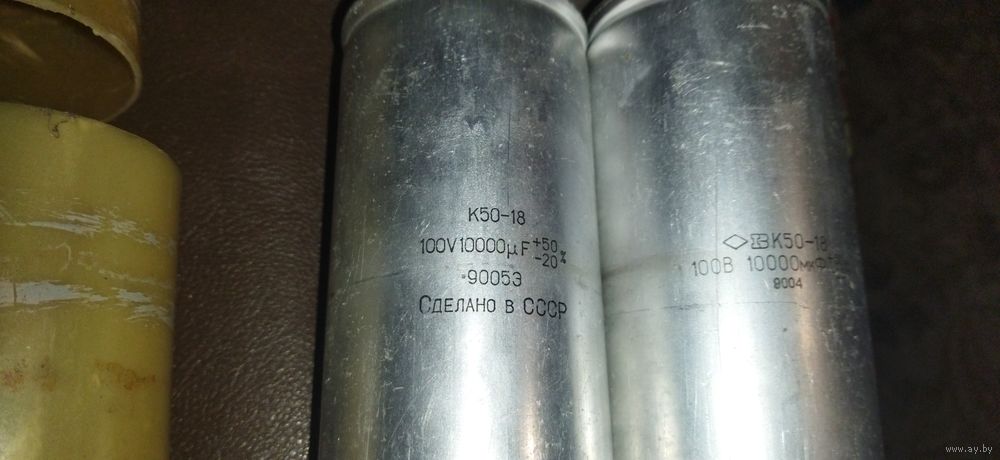 К50-18
100V10000μF+50-20%
90053
СДЕЛАНО В СССР
К50-18
100В 10000мкФ
9004
www.ay.by